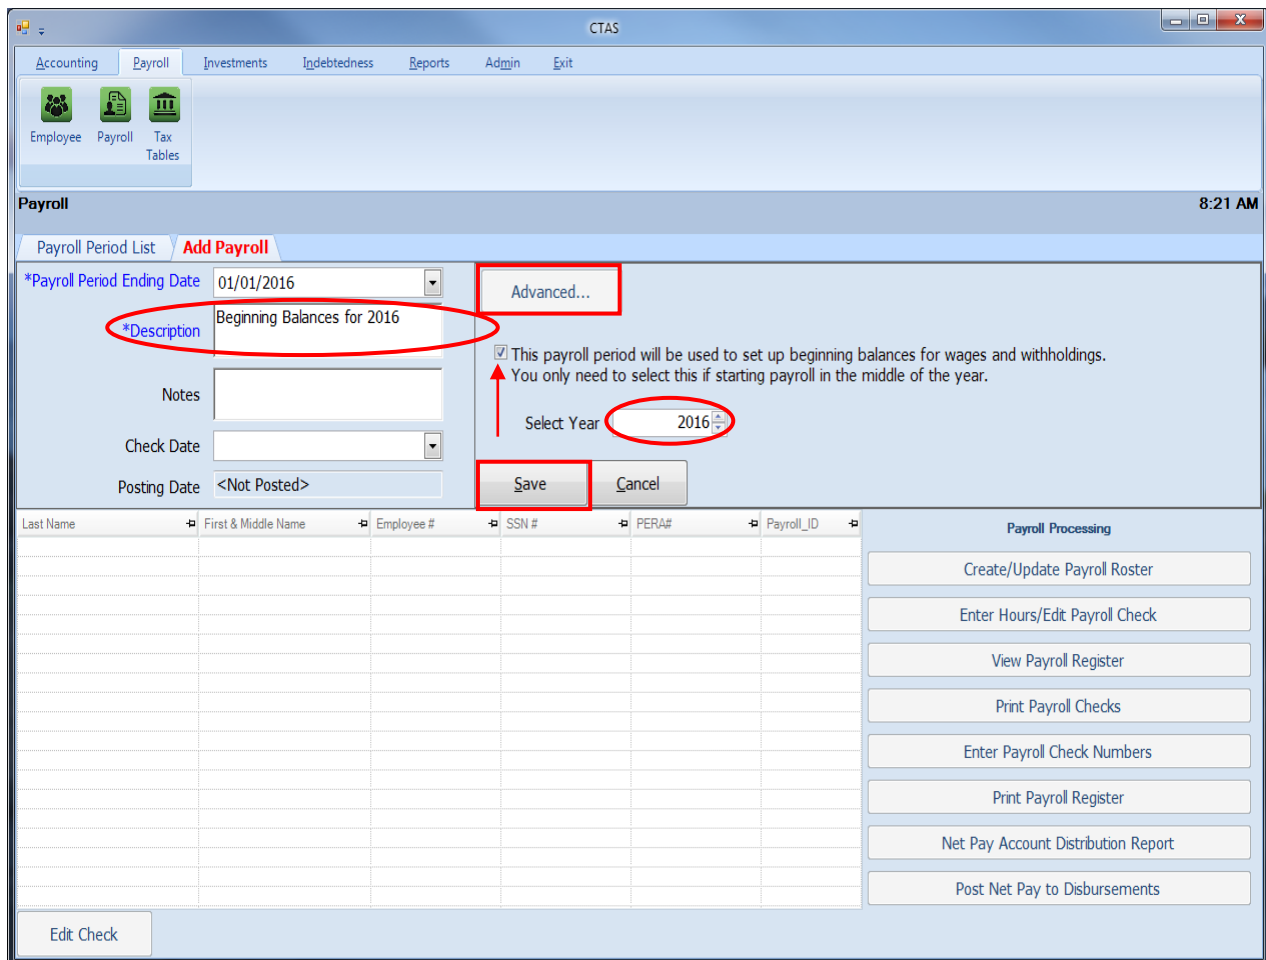 CTAS
Accounting Payroll Investments Indebtedness Reports Admin Exit
Employee Payroll Tax
Tables
Payroll 8:21 AM
Payroll Period List Add Payroll
*Payroll Period Ending Date 01/01/2016
Advanced...
*Description Beginning Balances for 2016
This payroll period will be used to set up beginning balances for wages and withholdings.
You only need to select this if starting payroll in the middle of the year.
Notes
Select Year 2016
Check Date
Posting Date <Not Posted>
Save Cancel
Last Name First & Middle Name Employee # SSN # PERA# Payroll_ID
Payroll Processing
Create/Update Payroll Roster
Enter Hours/Edit Payroll Check
View Payroll Register
Print Payroll Checks
Enter Payroll Check Numbers
Print Payroll Register
Net Pay Account Distribution Report
Post Net Pay to Disbursements
Edit Check